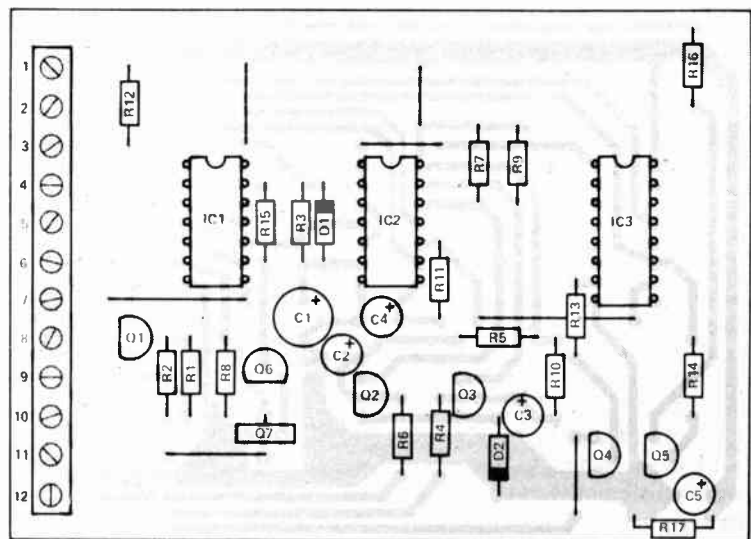 1
2
3
4
5
6
7
8
9
10
11
12
R12
R16
R7
R9
IC1
R15
R3
D1
IC2
IC3
R11
R13
C1
C4
Q1
C2
R5
R2
R1
R8
Q6
Q2
Q3
R10
R14
C3
Q7
R6
R4
D2
Q4
Q5
C5
R17